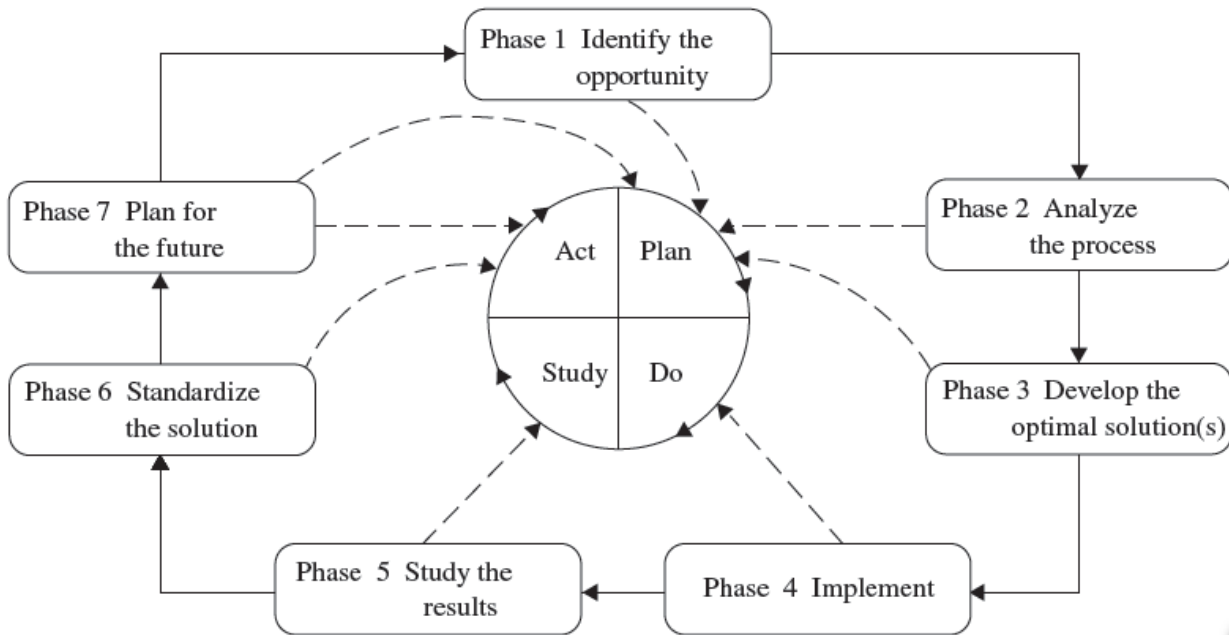 Phase 1 Identify the
opportunity
Phase 7 Plan for
the future
Phase 2 Analyze
the process
Act
Plan
Study
Do
Phase 6 Standardize
the solution
Phase 3 Develop the
optimal solution(s)
Phase 5 Study the
results
Phase 4 Implement